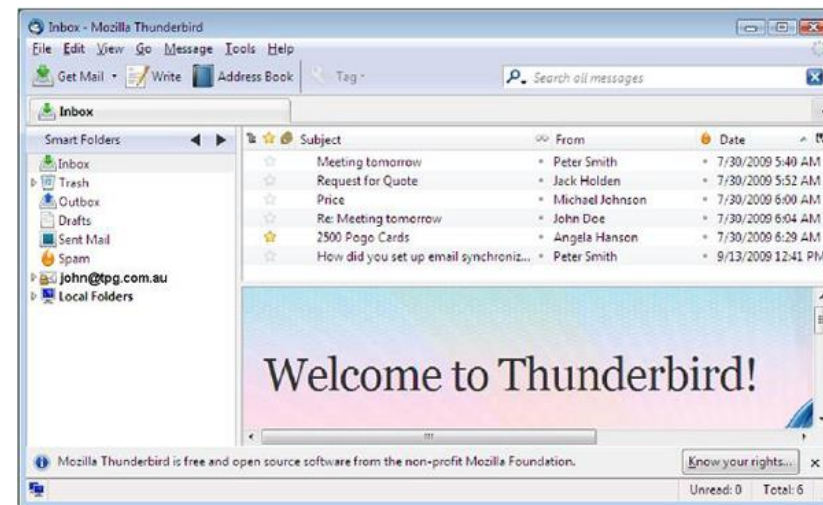 Inbox - Mozilla Thunderbird
File Edit View Go Message Tools Help
Get Mail Write Address Book Tag Search all messages
Inbox
Smart Folders Subject From Date
Inbox Meeting tomorrow Peter Smith 7/30/2009 5:40 AM
Trash Request for Quote Jack Holden 7/30/2009 5:52 AM
Outbox Price Michael Johnson 7/30/2009 6:00 AM
Drafts Re: Meeting tomorrow John Doe 7/30/2009 6:04 AM
Sent Mail 2500 Pogo Cards Angela Hanson 7/30/2009 6:29 AM
Spam How did you set up email synchroniz... Peter Smith 9/13/2009 12:41 PM
john@tpg.com.au
Local Folders
Welcome to Thunderbird!
Mozilla Thunderbird is free and open source software from the non-profit Mozilla Foundation. Know your rights...
Unread: 0 Total: 6